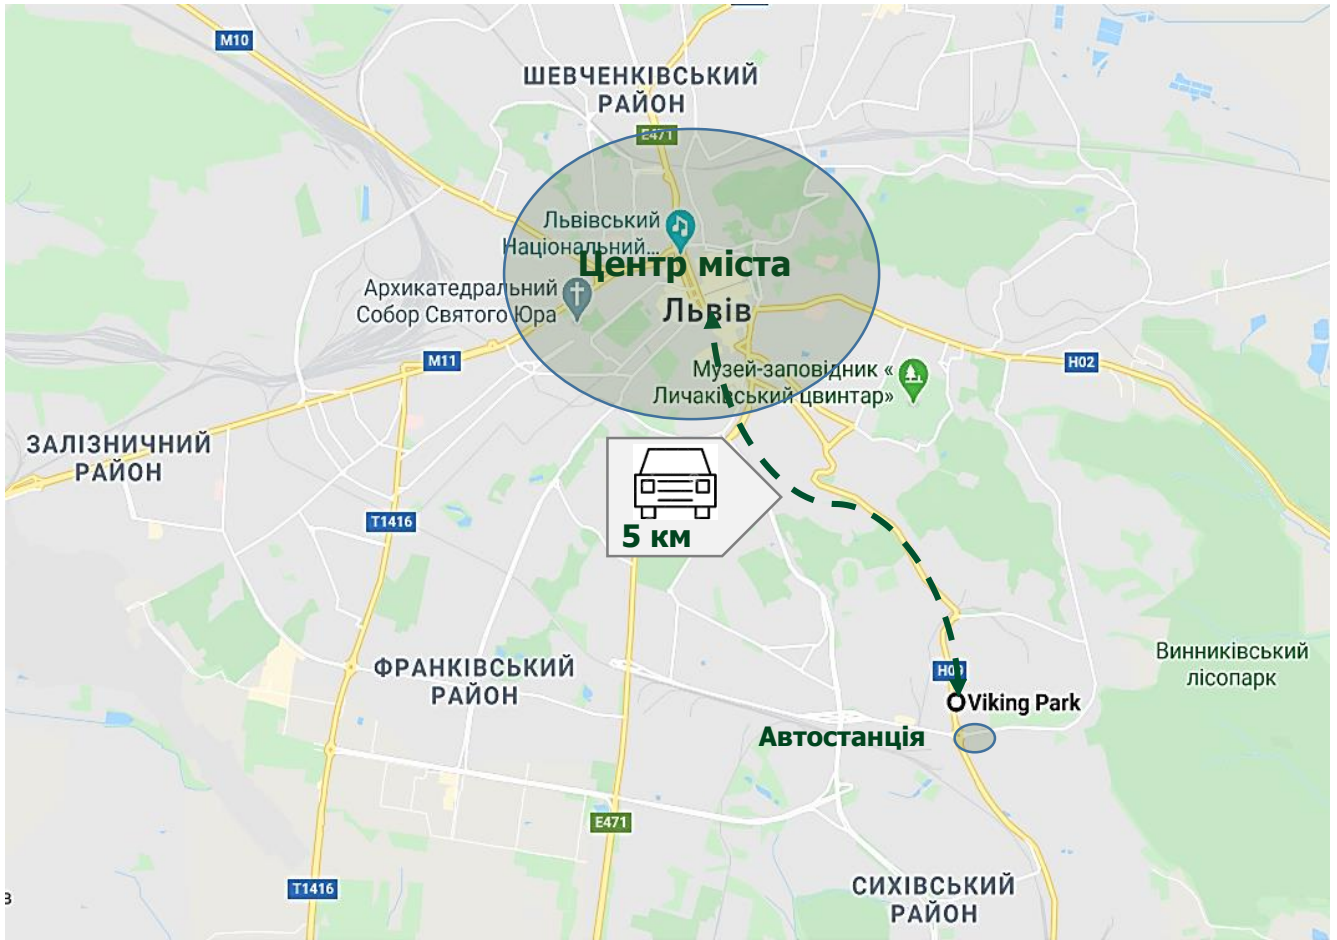 M10
ШЕВЧЕНКІВСЬКИЙ
РАЙОН
E471
Львівський
Національний...
Центр міста
Архикатедральний
Собор Святого Юра
Львів
M11
H02
Музей-заповідник «
Личаківський цвинтар»
ЗАЛІЗНИЧНИЙ
РАЙОН
T1416
5 км
ФРАНКІВСЬКИЙ
РАЙОН
Винниківський
лісопарк
H09
Viking Park
Автостанція
E471
T1416
СИХІВСЬКИЙ
РАЙОН